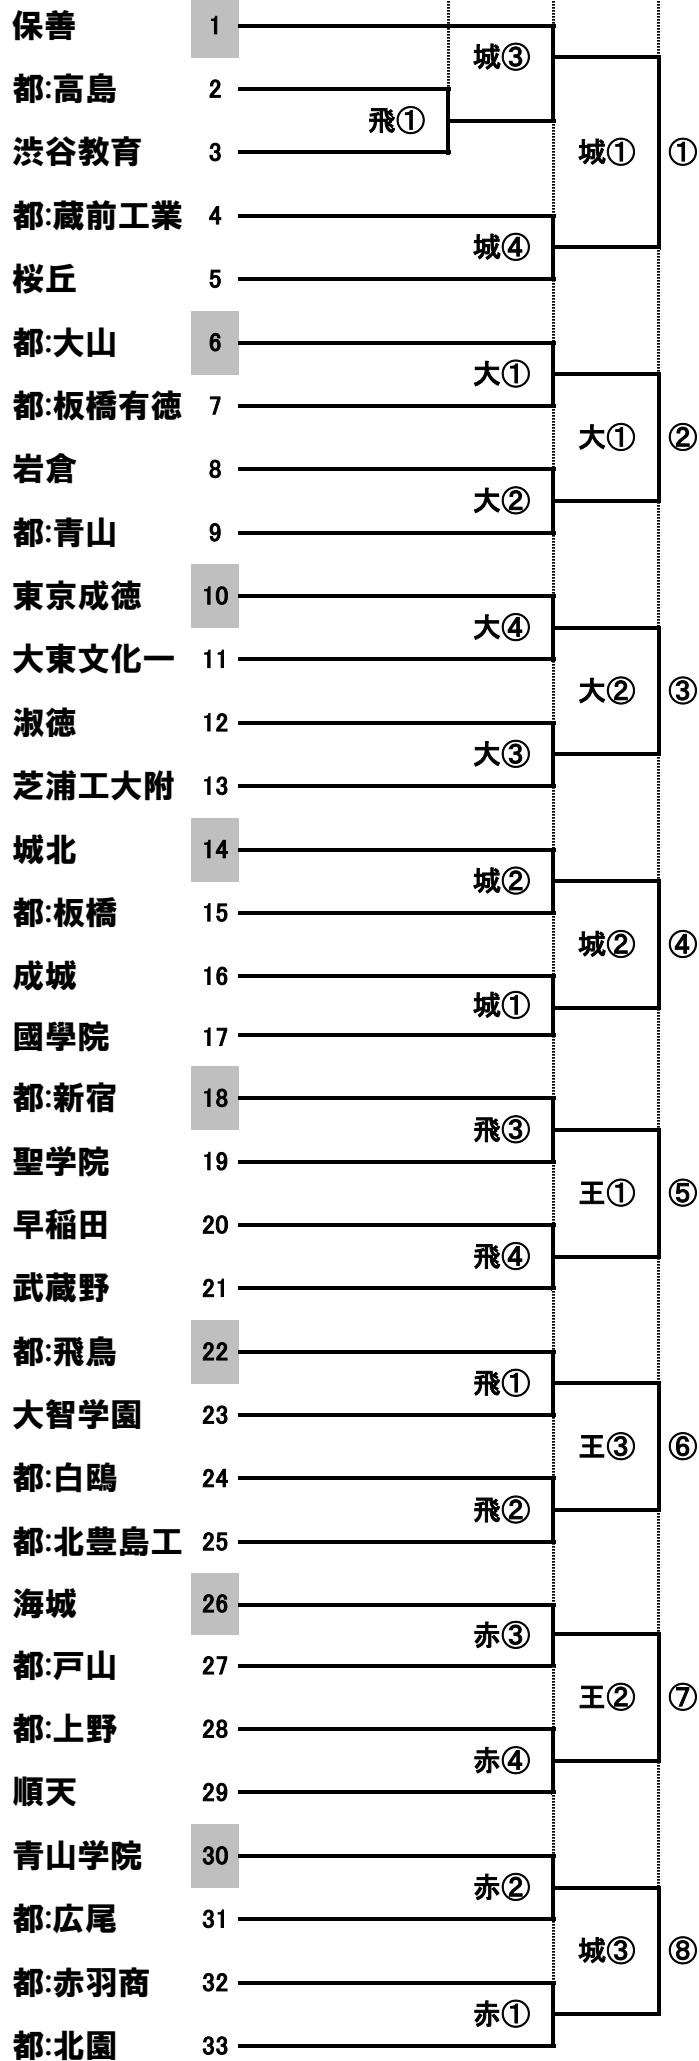 保善 1
城③
都:高島 2
飛①
渋谷教育 3
城① ①
都:蔵前工業 4
城④
桜丘 5
都:大山 6
大①
都:板橋有徳 7
大① ②
岩倉 8
大②
都:青山 9
東京成徳 10
大④
大東文化一 11
大② ③
淑徳 12
大③
芝浦工大附 13
城北 14
城②
都:板橋 15
城② ④
成城 16
城①
國學院 17
都:新宿 18
飛③
聖学院 19
王① ⑤
早稲田 20
飛④
武蔵野 21
都:飛鳥 22
飛①
大智学園 23
王③ ⑥
都:白鴎 24
飛②
都:北豊島工 25
海城 26
赤③
都:戸山 27
王② ⑦
都:上野 28
赤④
順天 29
青山学院 30
赤②
都:広尾 31
城③ ⑧
都:赤羽商 32
赤①
都:北園 33